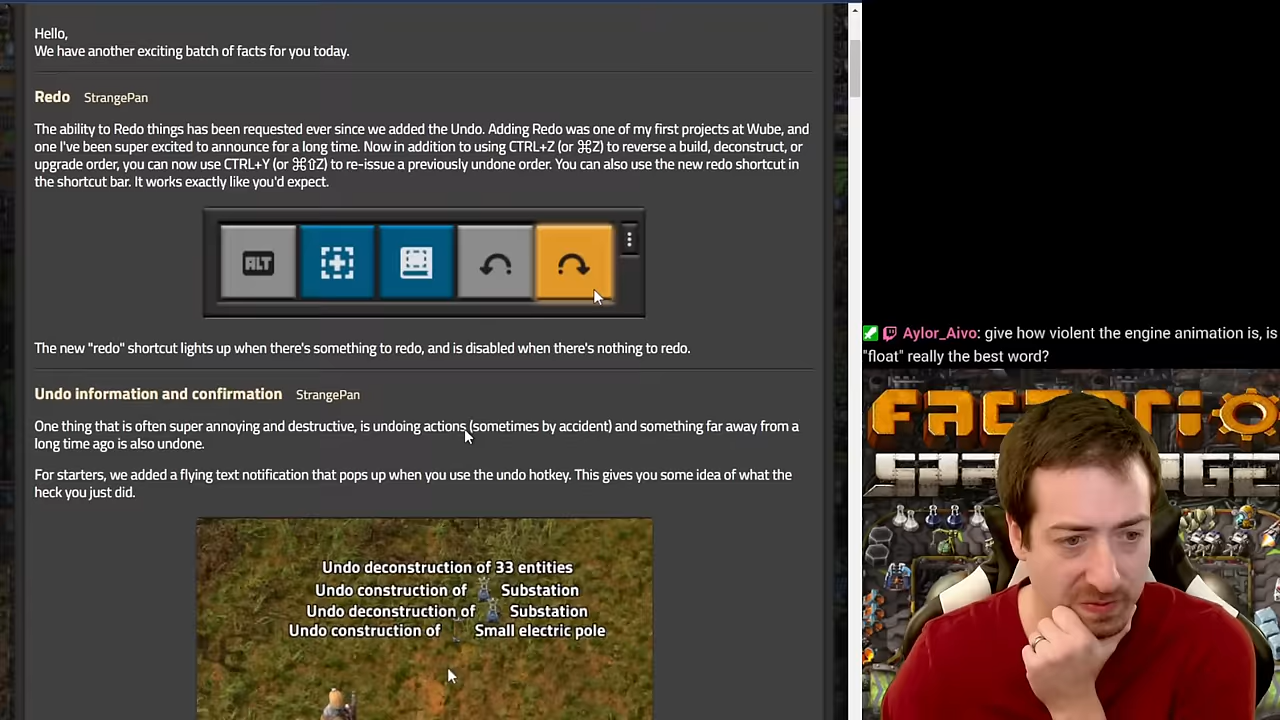 Hello,
We have another exciting batch of facts for you today.
Redo StrangePan
The ability to Redo things has been requested ever since we added the Undo. Adding Redo was one of my first projects at Wube, and
one I've been super excited to announce for a long time. Now in addition to using CTRL+Z (or ⌘Z) to reverse a build, deconstruct, or
upgrade order, you can now use CTRL+Y (or ⌘⇧Z) to re-issue a previously undone order. You can also use the new redo shortcut in
the shortcut bar. It works exactly like you'd expect.
ALT
The new "redo" shortcut lights up when there's something to redo, and is disabled when there's nothing to redo.
Undo information and confirmation StrangePan
One thing that is often super annoying and destructive, is undoing actions (sometimes by accident) and something far away from a
long time ago is also undone.
For starters, we added a flying text notification that pops up when you use the undo hotkey. This gives you some idea of what the
heck you just did.
Undo deconstruction of 33 entities
Undo construction of Substation
Undo deconstruction of Substation
Undo construction of Small electric pole
Aylor_Aivo: give how violent the engine animation is, is
"float" really the best word?
FACTORIO